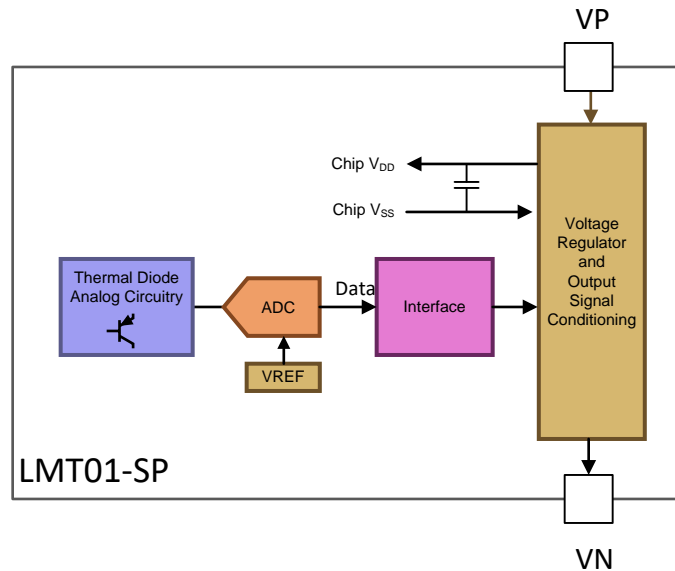 VP
Chip VDD
Chip VSS
Voltage
Regulator
and
Output
Signal
Conditioning
Thermal Diode
Analog Circuitry
ADC
Data
Interface
VREF
LMT01-SP
VN